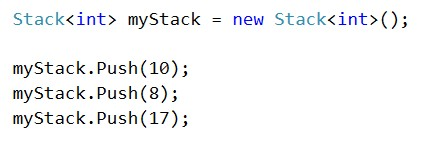 Stack<int> myStack = new Stack<int>();
myStack.Push(10);
myStack.Push(8);
myStack.Push(17);